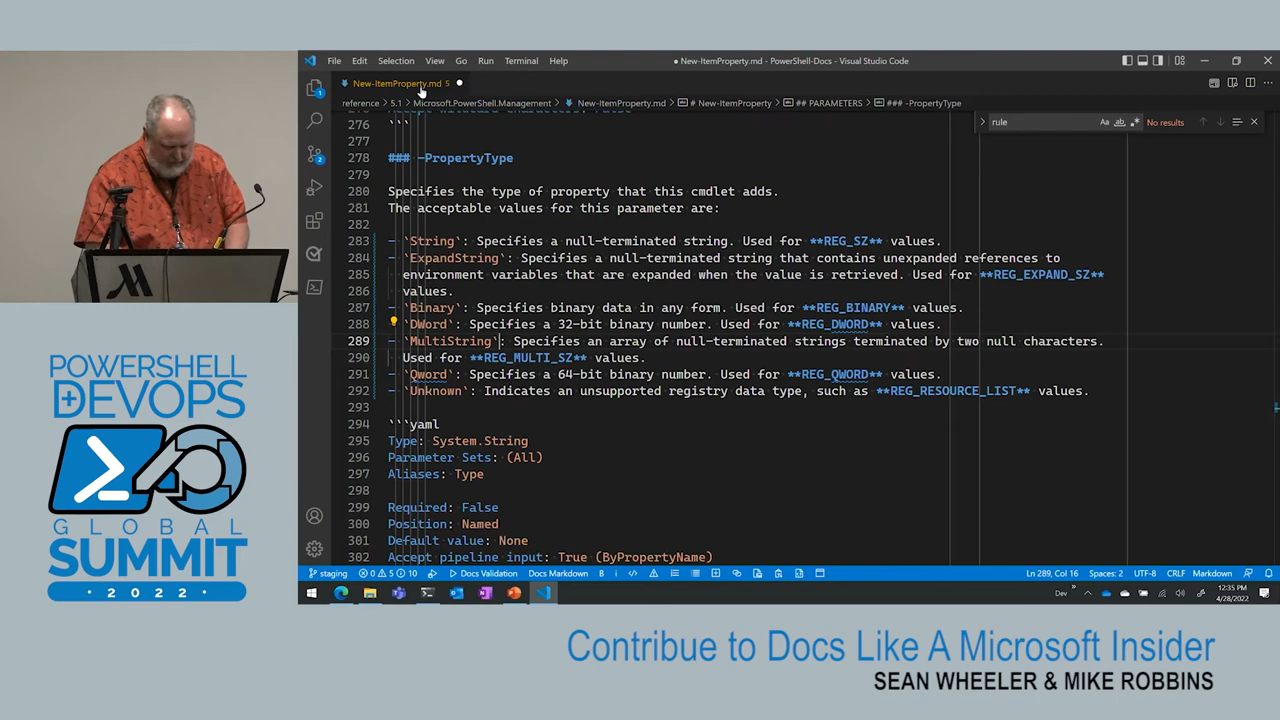 File Edit Selection View Go Run Terminal Help
● New-ItemProperty.md - PowerShell-Docs - Visual Studio Code
New-ItemProperty.md 5 ●
reference > 5.1 > Microsoft.PowerShell.Management > New-ItemProperty.md > # New-ItemProperty > ## PARAMETERS > ### -PropertyType
rule
Aa ab .* No results
276 ```
277
278 ### -PropertyType
279
280 Specifies the type of property that this cmdlet adds.
281 The acceptable values for this parameter are:
282
283 - `String`: Specifies a null-terminated string. Used for **REG_SZ** values.
284 - `ExpandString`: Specifies a null-terminated string that contains unexpanded references to
285 environment variables that are expanded when the value is retrieved. Used for **REG_EXPAND_SZ**
286 values.
287 - `Binary`: Specifies binary data in any form. Used for **REG_BINARY** values.
288 - `DWord`: Specifies a 32-bit binary number. Used for **REG_DWORD** values.
289 - `MultiString`: Specifies an array of null-terminated strings terminated by two null characters.
290 Used for **REG_MULTI_SZ** values.
291 - `Qword`: Specifies a 64-bit binary number. Used for **REG_QWORD** values.
292 - `Unknown`: Indicates an unsupported registry data type, such as **REG_RESOURCE_LIST** values.
293
294 ```yaml
295 Type: System.String
296 Parameter Sets: (All)
297 Aliases: Type
298
299 Required: False
300 Position: Named
301 Default value: None
302 Accept pipeline input: True (ByPropertyName)
staging 0 5 10 Docs Validation Docs Markdown B i Ln 289, Col 16 Spaces: 2 UTF-8 CRLF Markdown
Dev 12:35 PM
4/28/2022
POWERSHELL
+DEVOPS
GLOBAL
SUMMIT
· 2022 ·
Contribue to Docs Like A Microsoft Insider
SEAN WHEELER & MIKE ROBBINS